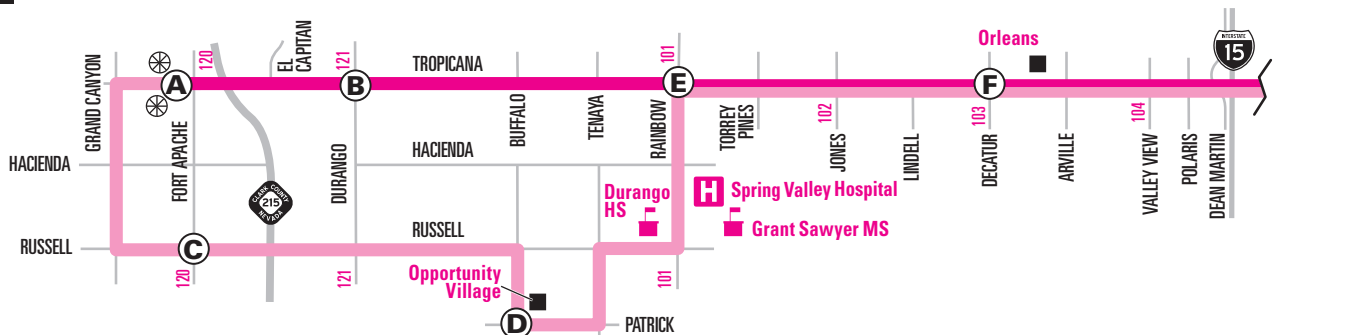 Orleans
INTERSTATE
15
EL
CAPITAN
120
121
101
TROPICANA
A
B
E
F
GRAND CANYON
FORT APACHE
DURANGO
BUFFALO
TENAYA
RAINBOW
TORREY
PINES
102
JONES
LINDELL
103
DECATUR
ARVILLE
104
VALLEY VIEW
POLARIS
DEAN MARTIN
HACIENDA
HACIENDA
CLARK COUNTY
215
NEVADA
Durango
HS
H
Spring Valley Hospital
Grant Sawyer MS
RUSSELL
C
RUSSELL
120
121
101
Opportunity
Village
D
PATRICK